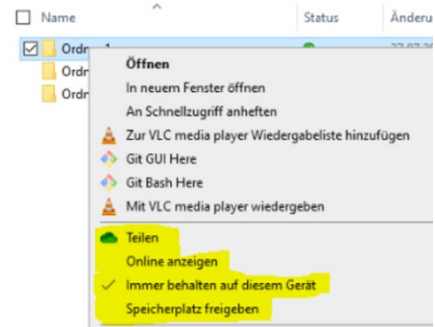 Name Status
Öffnen
In neuem Fenster öffnen
An Schnellzugriff anheften
Zur VLC media player Wiedergabeliste hinzufügen
Git GUI Here
Git Bash Here
Mit VLC media player wiedergeben
Teilen
Online anzeigen
Immer behalten auf diesem Gerät
Speicherplatz freigeben